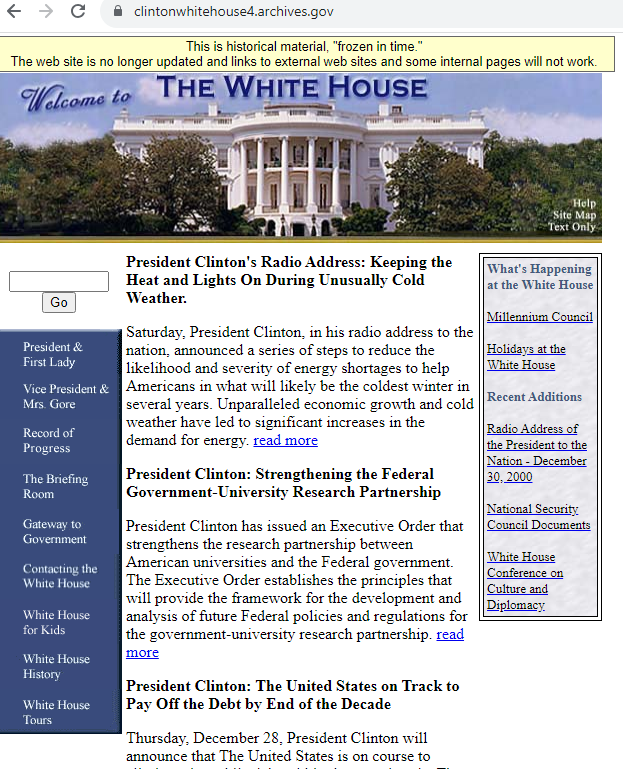 clintonwhitehouse4.archives.gov
This is historical material, "frozen in time."
The web site is no longer updated and links to external web sites and some internal pages will not work.
Welcome to THE WHITE HOUSE
Help
Site Map
Text Only
Go
President &
First Lady
Vice President &
Mrs. Gore
Record of
Progress
The Briefing
Room
Gateway to
Government
Contacting the
White House
White House
for Kids
White House
History
White House
Tours
President Clinton's Radio Address: Keeping the
Heat and Lights On During Unusually Cold
Weather.
Saturday, President Clinton, in his radio address to the
nation, announced a series of steps to reduce the
likelihood and severity of energy shortages to help
Americans in what will likely be the coldest winter in
several years. Unparalleled economic growth and cold
weather have led to significant increases in the
demand for energy. read more
President Clinton: Strengthening the Federal
Government-University Research Partnership
President Clinton has issued an Executive Order that
strengthens the research partnership between
American universities and the Federal government.
The Executive Order establishes the principles that
will provide the framework for the development and
analysis of future Federal policies and regulations for
the government-university research partnership. read
more
President Clinton: The United States on Track to
Pay Off the Debt by End of the Decade
Thursday, December 28, President Clinton will
announce that The United States is on course to
What's Happening
at the White House
Millennium Council
Holidays at the
White House
Recent Additions
Radio Address of
the President to the
Nation - December
30, 2000
National Security
Council Documents
White House
Conference on
Culture and
Diplomacy